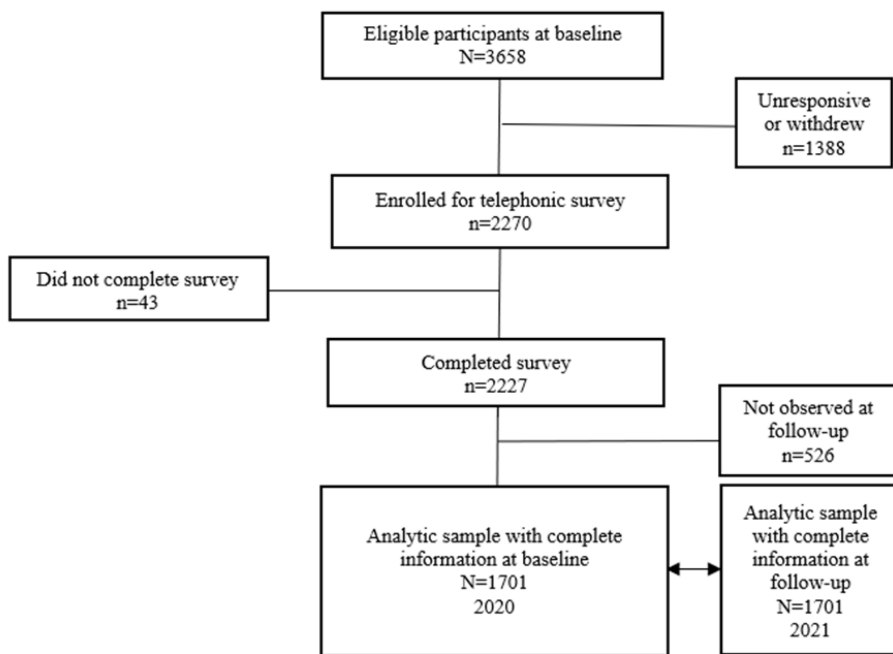 Eligible participants at baseline
N=3658
Unresponsive
or withdrew
n=1388
Enrolled for telephonic survey
n=2270
Did not complete survey
n=43
Completed survey
n=2227
Not observed at
follow-up
n=526
Analytic sample with complete
information at baseline
N=1701
2020
Analytic sample
with complete
information at
follow-up
N=1701
2021